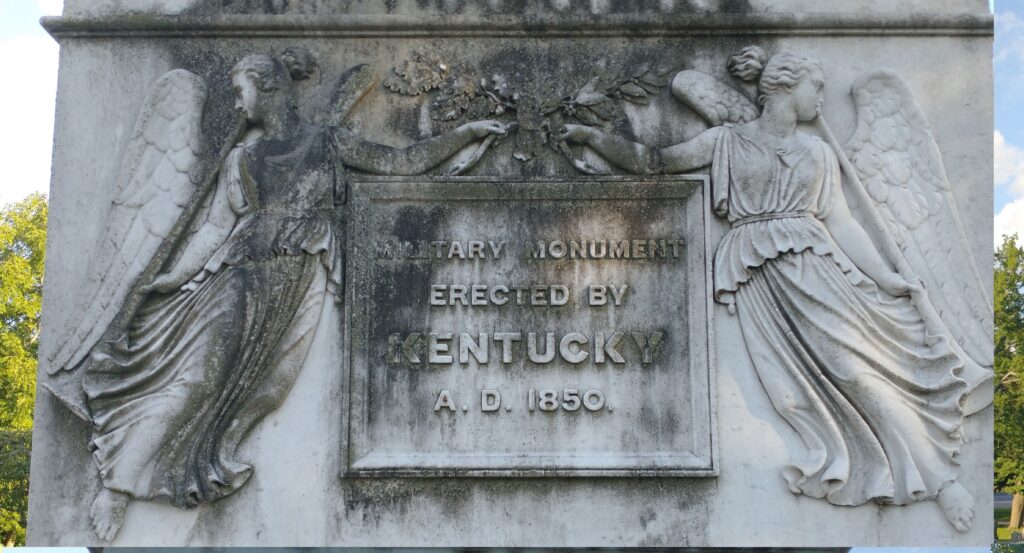 MILITARY MONUMENT
ERECTED BY
KENTUCKY
A. D. 1850.